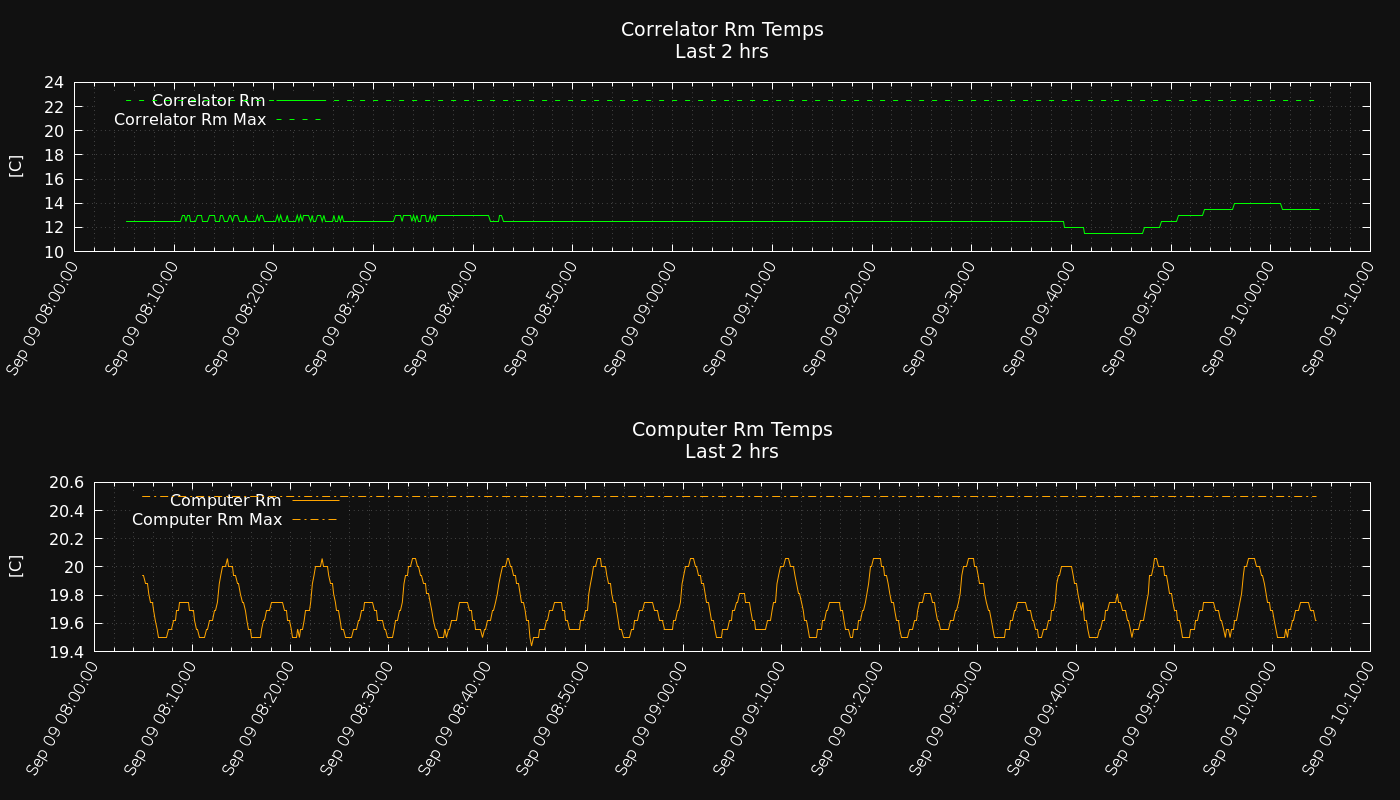 Correlator Rm Temps
Last 2 hrs
24
22
20
18
16
14
12
10
[C]
Correlator Rm
Correlator Rm Max
Sep 09 08:00:00
Sep 09 08:10:00
Sep 09 08:20:00
Sep 09 08:30:00
Sep 09 08:40:00
Sep 09 08:50:00
Sep 09 09:00:00
Sep 09 09:10:00
Sep 09 09:20:00
Sep 09 09:30:00
Sep 09 09:40:00
Sep 09 09:50:00
Sep 09 10:00:00
Sep 09 10:10:00
Computer Rm Temps
Last 2 hrs
20.6
20.4
20.2
20
19.8
19.6
19.4
[C]
Computer Rm
Computer Rm Max
Sep 09 08:00:00
Sep 09 08:10:00
Sep 09 08:20:00
Sep 09 08:30:00
Sep 09 08:40:00
Sep 09 08:50:00
Sep 09 09:00:00
Sep 09 09:10:00
Sep 09 09:20:00
Sep 09 09:30:00
Sep 09 09:40:00
Sep 09 09:50:00
Sep 09 10:00:00
Sep 09 10:10:00